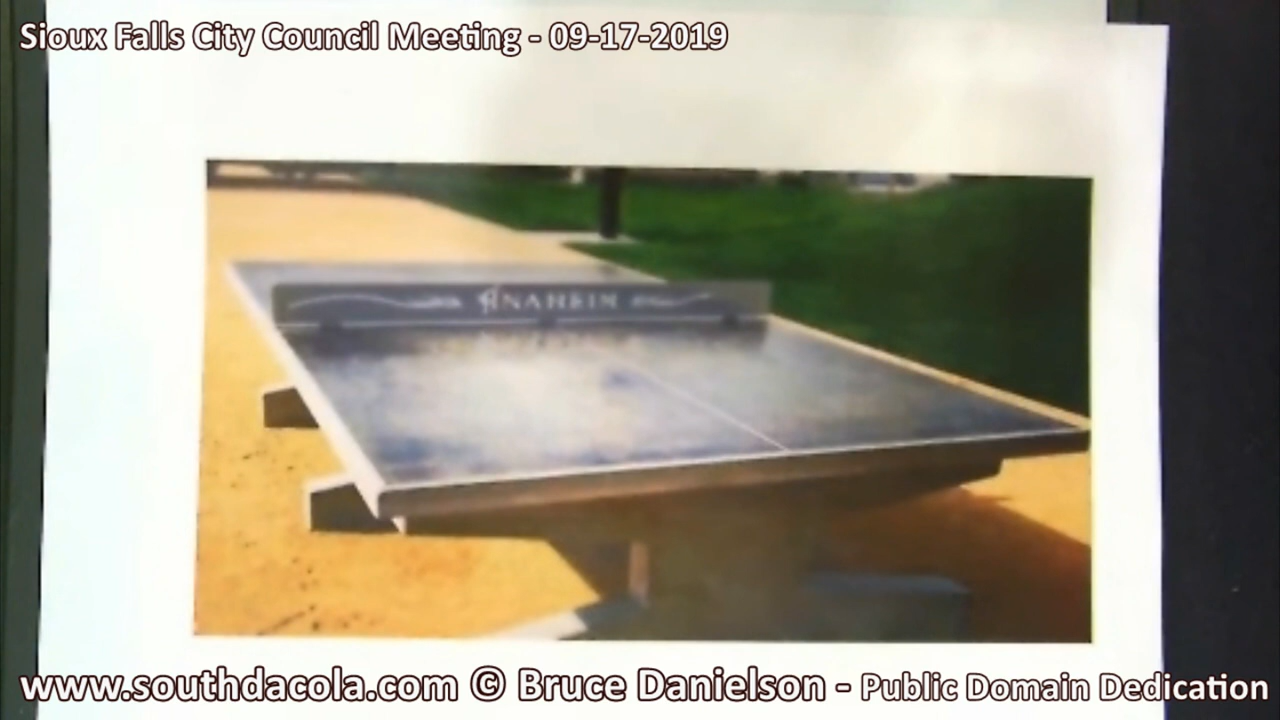 Sioux Falls City Council Meeting - 09-17-2019
ANAHEIM
www.southdacola.com © Bruce Danielson - Public Domain Dedication